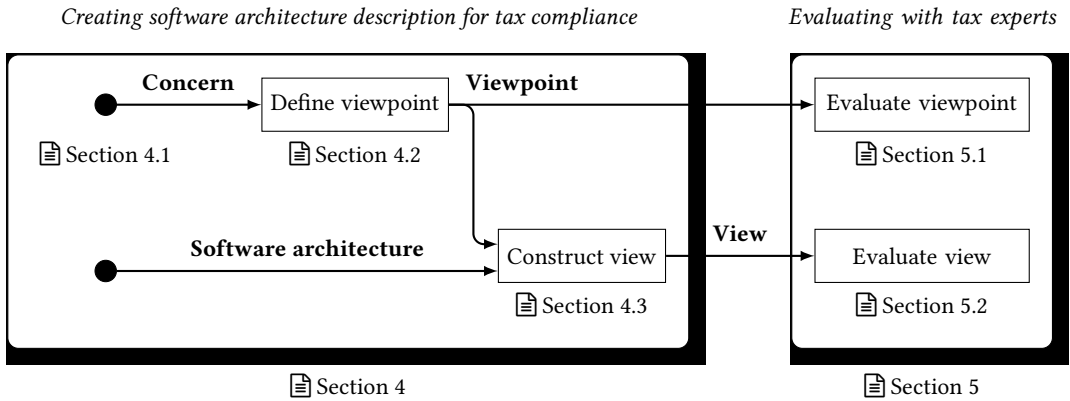 Creating software architecture description for tax compliance
Evaluating with tax experts
Concern
Define viewpoint
Viewpoint
Evaluate viewpoint
Section 4.1
Section 4.2
Section 5.1
Software architecture
Construct view
View
Evaluate view
Section 4.3
Section 5.2
Section 4
Section 5